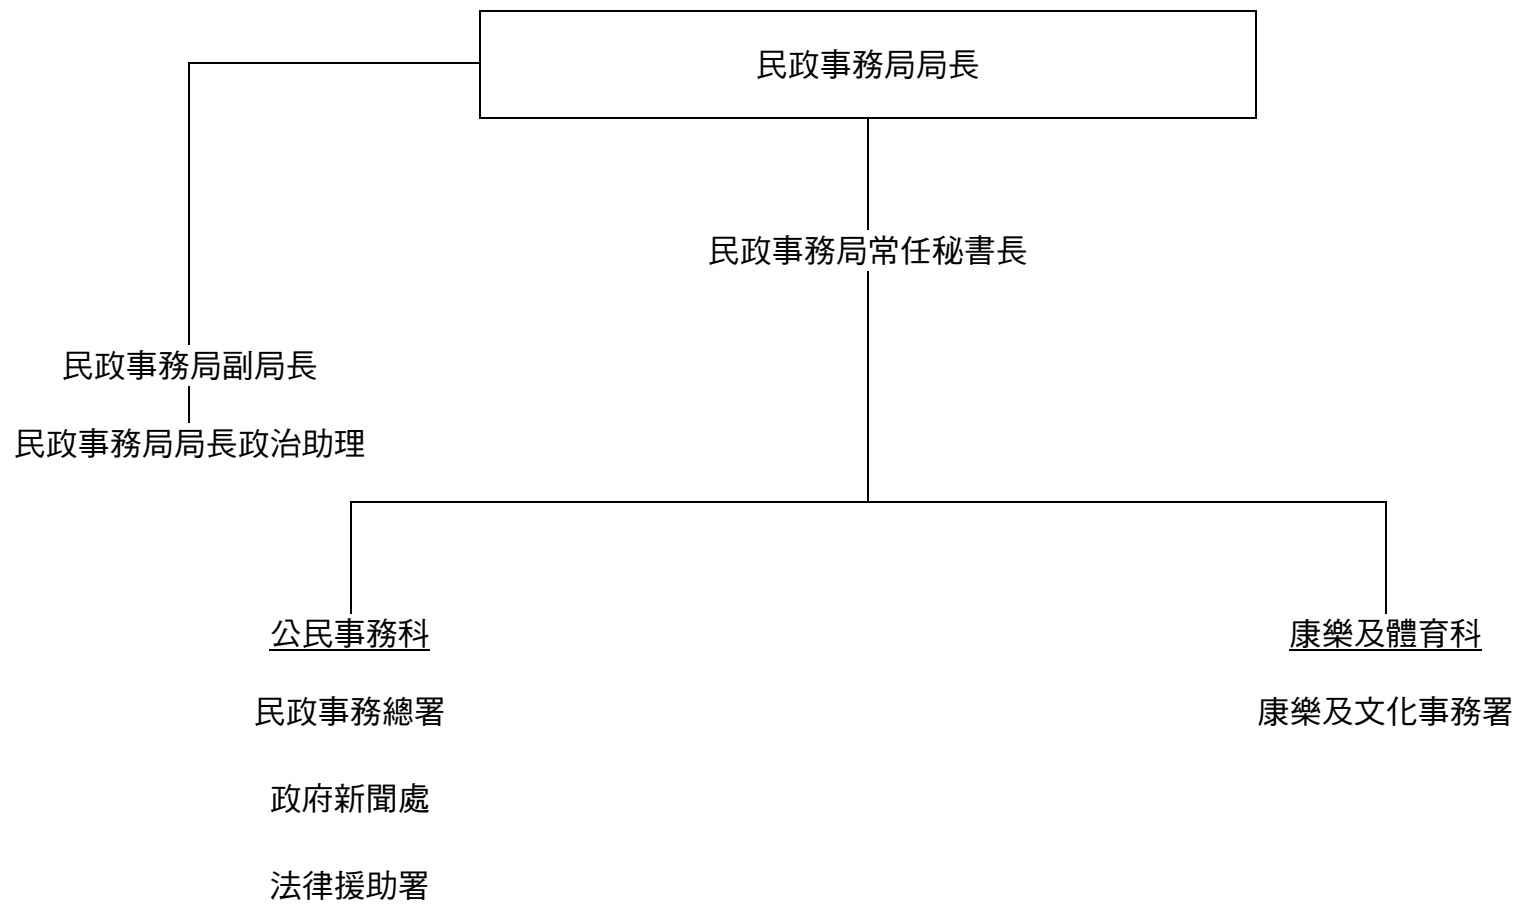 民政事務局局長
民政事務局常任秘書長
民政事務局副局長
民政事務局局長政治助理
公民事務科
康樂及體育科
民政事務總署
康樂及文化事務署
政府新聞處
法律援助署